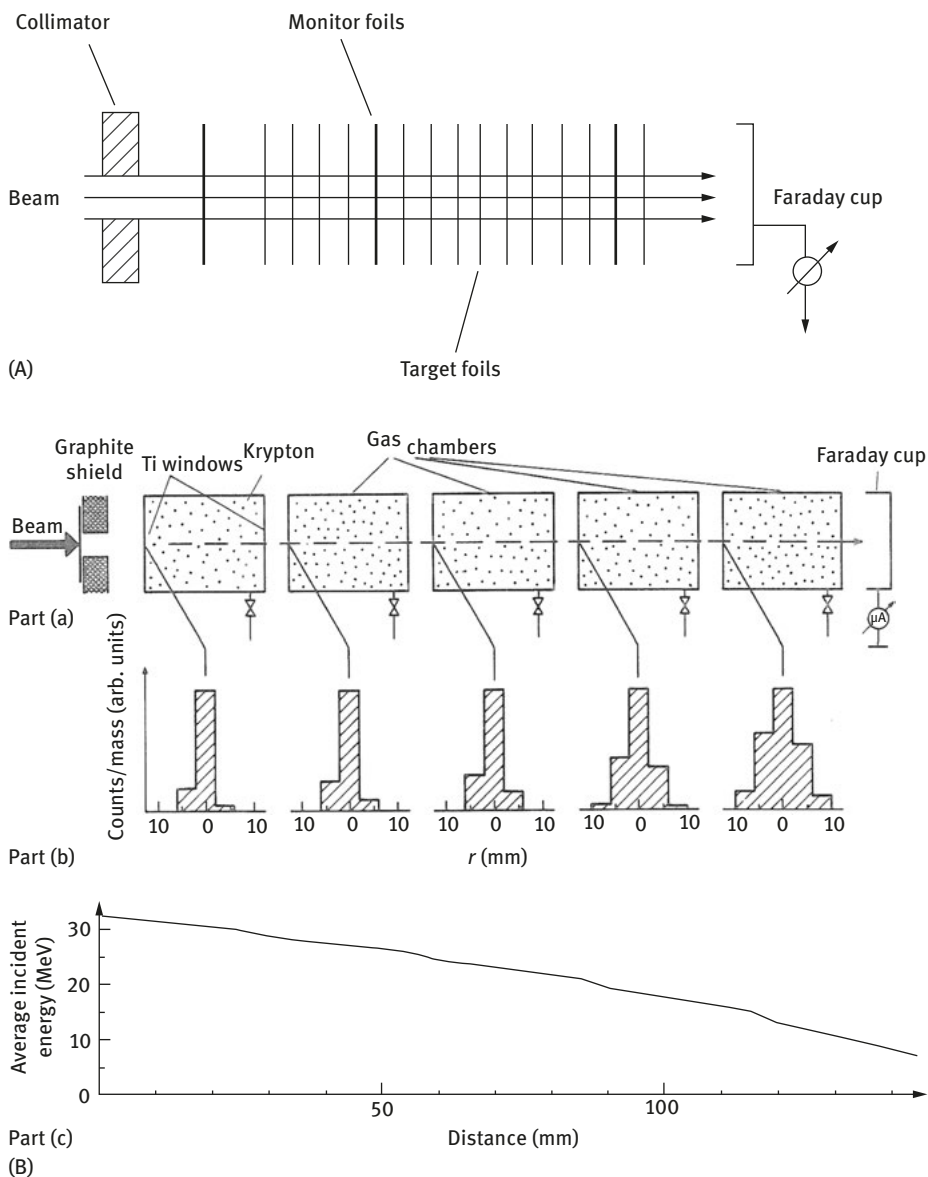 Collimator
Monitor foils
Beam
Faraday cup
Target foils
(A)
Graphite shield
Ti windows
Krypton
Gas chambers
Faraday cup
Beam
Part (a)
μA
Counts/mass (arb. units)
10 0 10 10 0 10 10 0 10 10 0 10 10 0 10
Part (b)
r (mm)
Average incident energy (MeV)
30
20
10
0
50
100
Part (c)
Distance (mm)
(B)